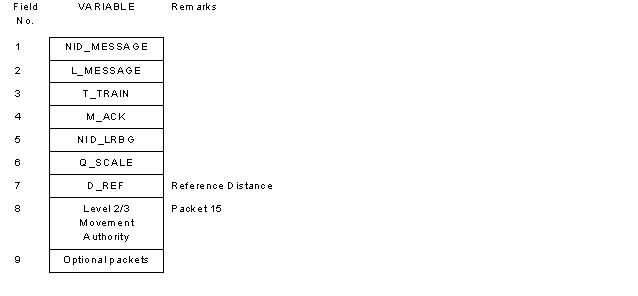 Field VARIABLE Remarks
No.
1 NID_MESSAGE
2 L_MESSAGE
3 T_TRAIN
4 M_ACK
5 NID_LRBG
6 Q_SCALE
7 D_REF Reference Distance
8 Level 2/3 Packet 15
Movement
Authority
9 Optional packets